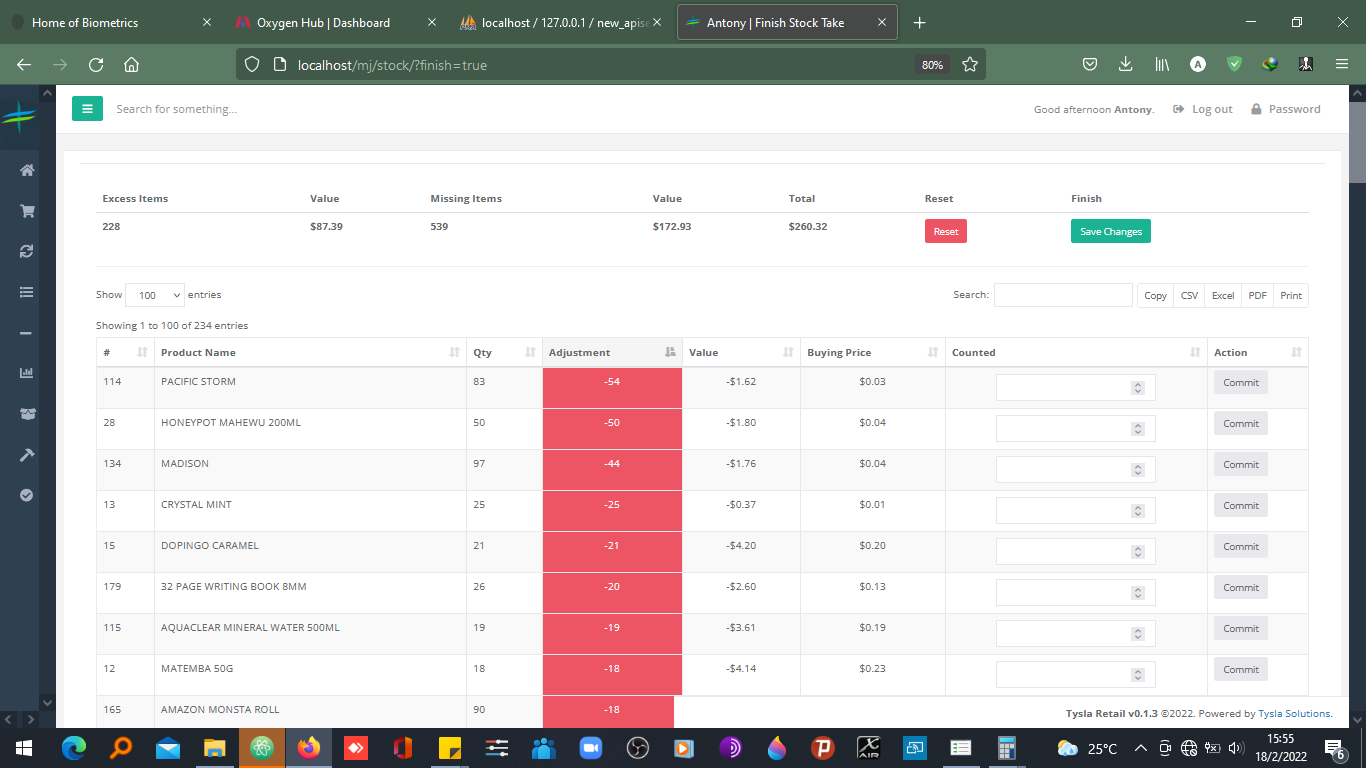 Home of Biometrics
Oxygen Hub | Dashboard
localhost / 127.0.0.1 / new_apise
Antony | Finish Stock Take
localhost/mj/stock/?finish=true
80%
Search for something...
Good afternoon Antony.
Log out
Password
Excess Items Value Missing Items Value Total Reset Finish
228 $87.39 539 $172.93 $260.32 Reset Save Changes
Show 100 entries
Search:
Copy CSV Excel PDF Print
Showing 1 to 100 of 234 entries
# Product Name Qty Adjustment Value Buying Price Counted Action
114 PACIFIC STORM 83 -54 -$1.62 $0.03 Commit
28 HONEYPOT MAHEWU 200ML 50 -50 -$1.80 $0.04 Commit
134 MADISON 97 -44 -$1.76 $0.04 Commit
13 CRYSTAL MINT 25 -25 -$0.37 $0.01 Commit
15 DOPINGO CARAMEL 21 -21 -$4.20 $0.20 Commit
179 32 PAGE WRITING BOOK 8MM 26 -20 -$2.60 $0.13 Commit
115 AQUACLEAR MINERAL WATER 500ML 19 -19 -$3.61 $0.19 Commit
12 MATEMBA 50G 18 -18 -$4.14 $0.23 Commit
165 AMAZON MONSTA ROLL 90 -18
Tysla Retail v0.1.3 ©2022. Powered by Tysla Solutions.
25°C
15:55
18/2/2022
6